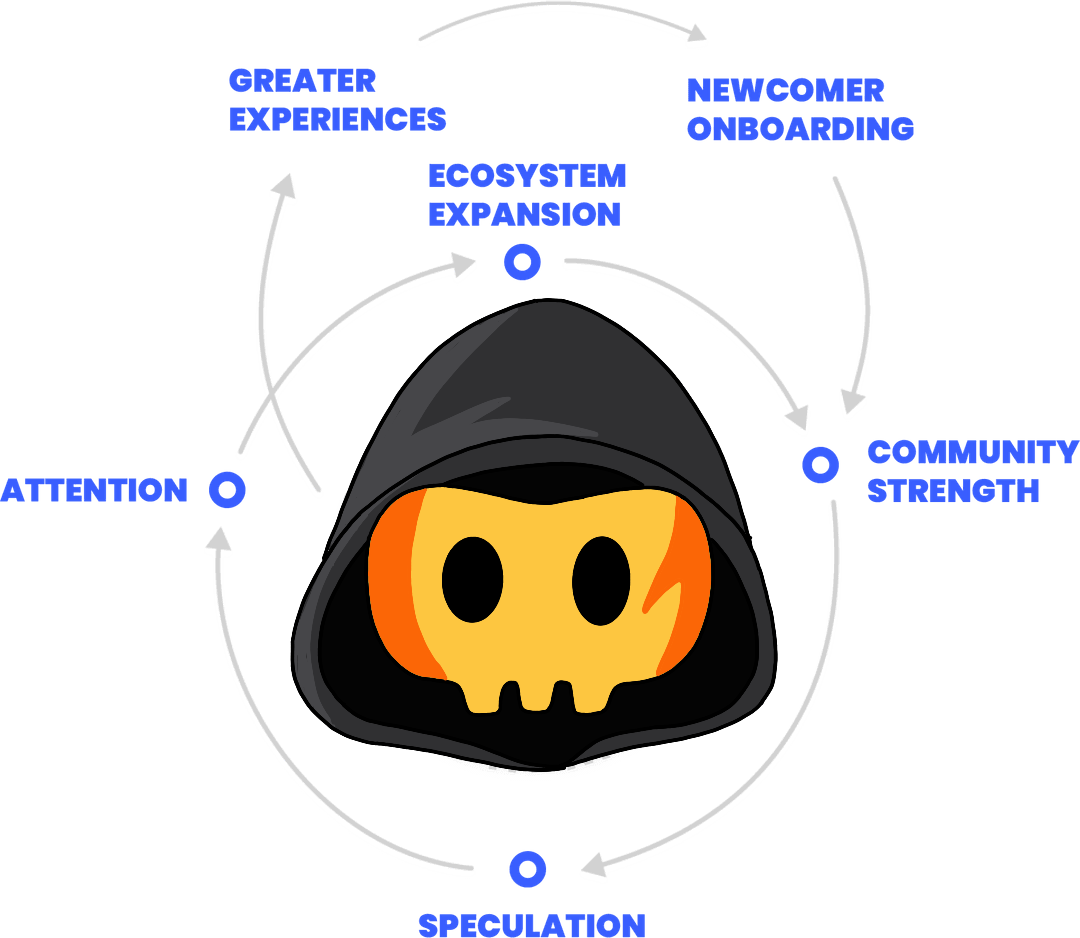 GREATER
EXPERIENCES
NEWCOMER
ONBOARDING
ECOSYSTEM
EXPANSION
ATTENTION
COMMUNITY
STRENGTH
SPECULATION